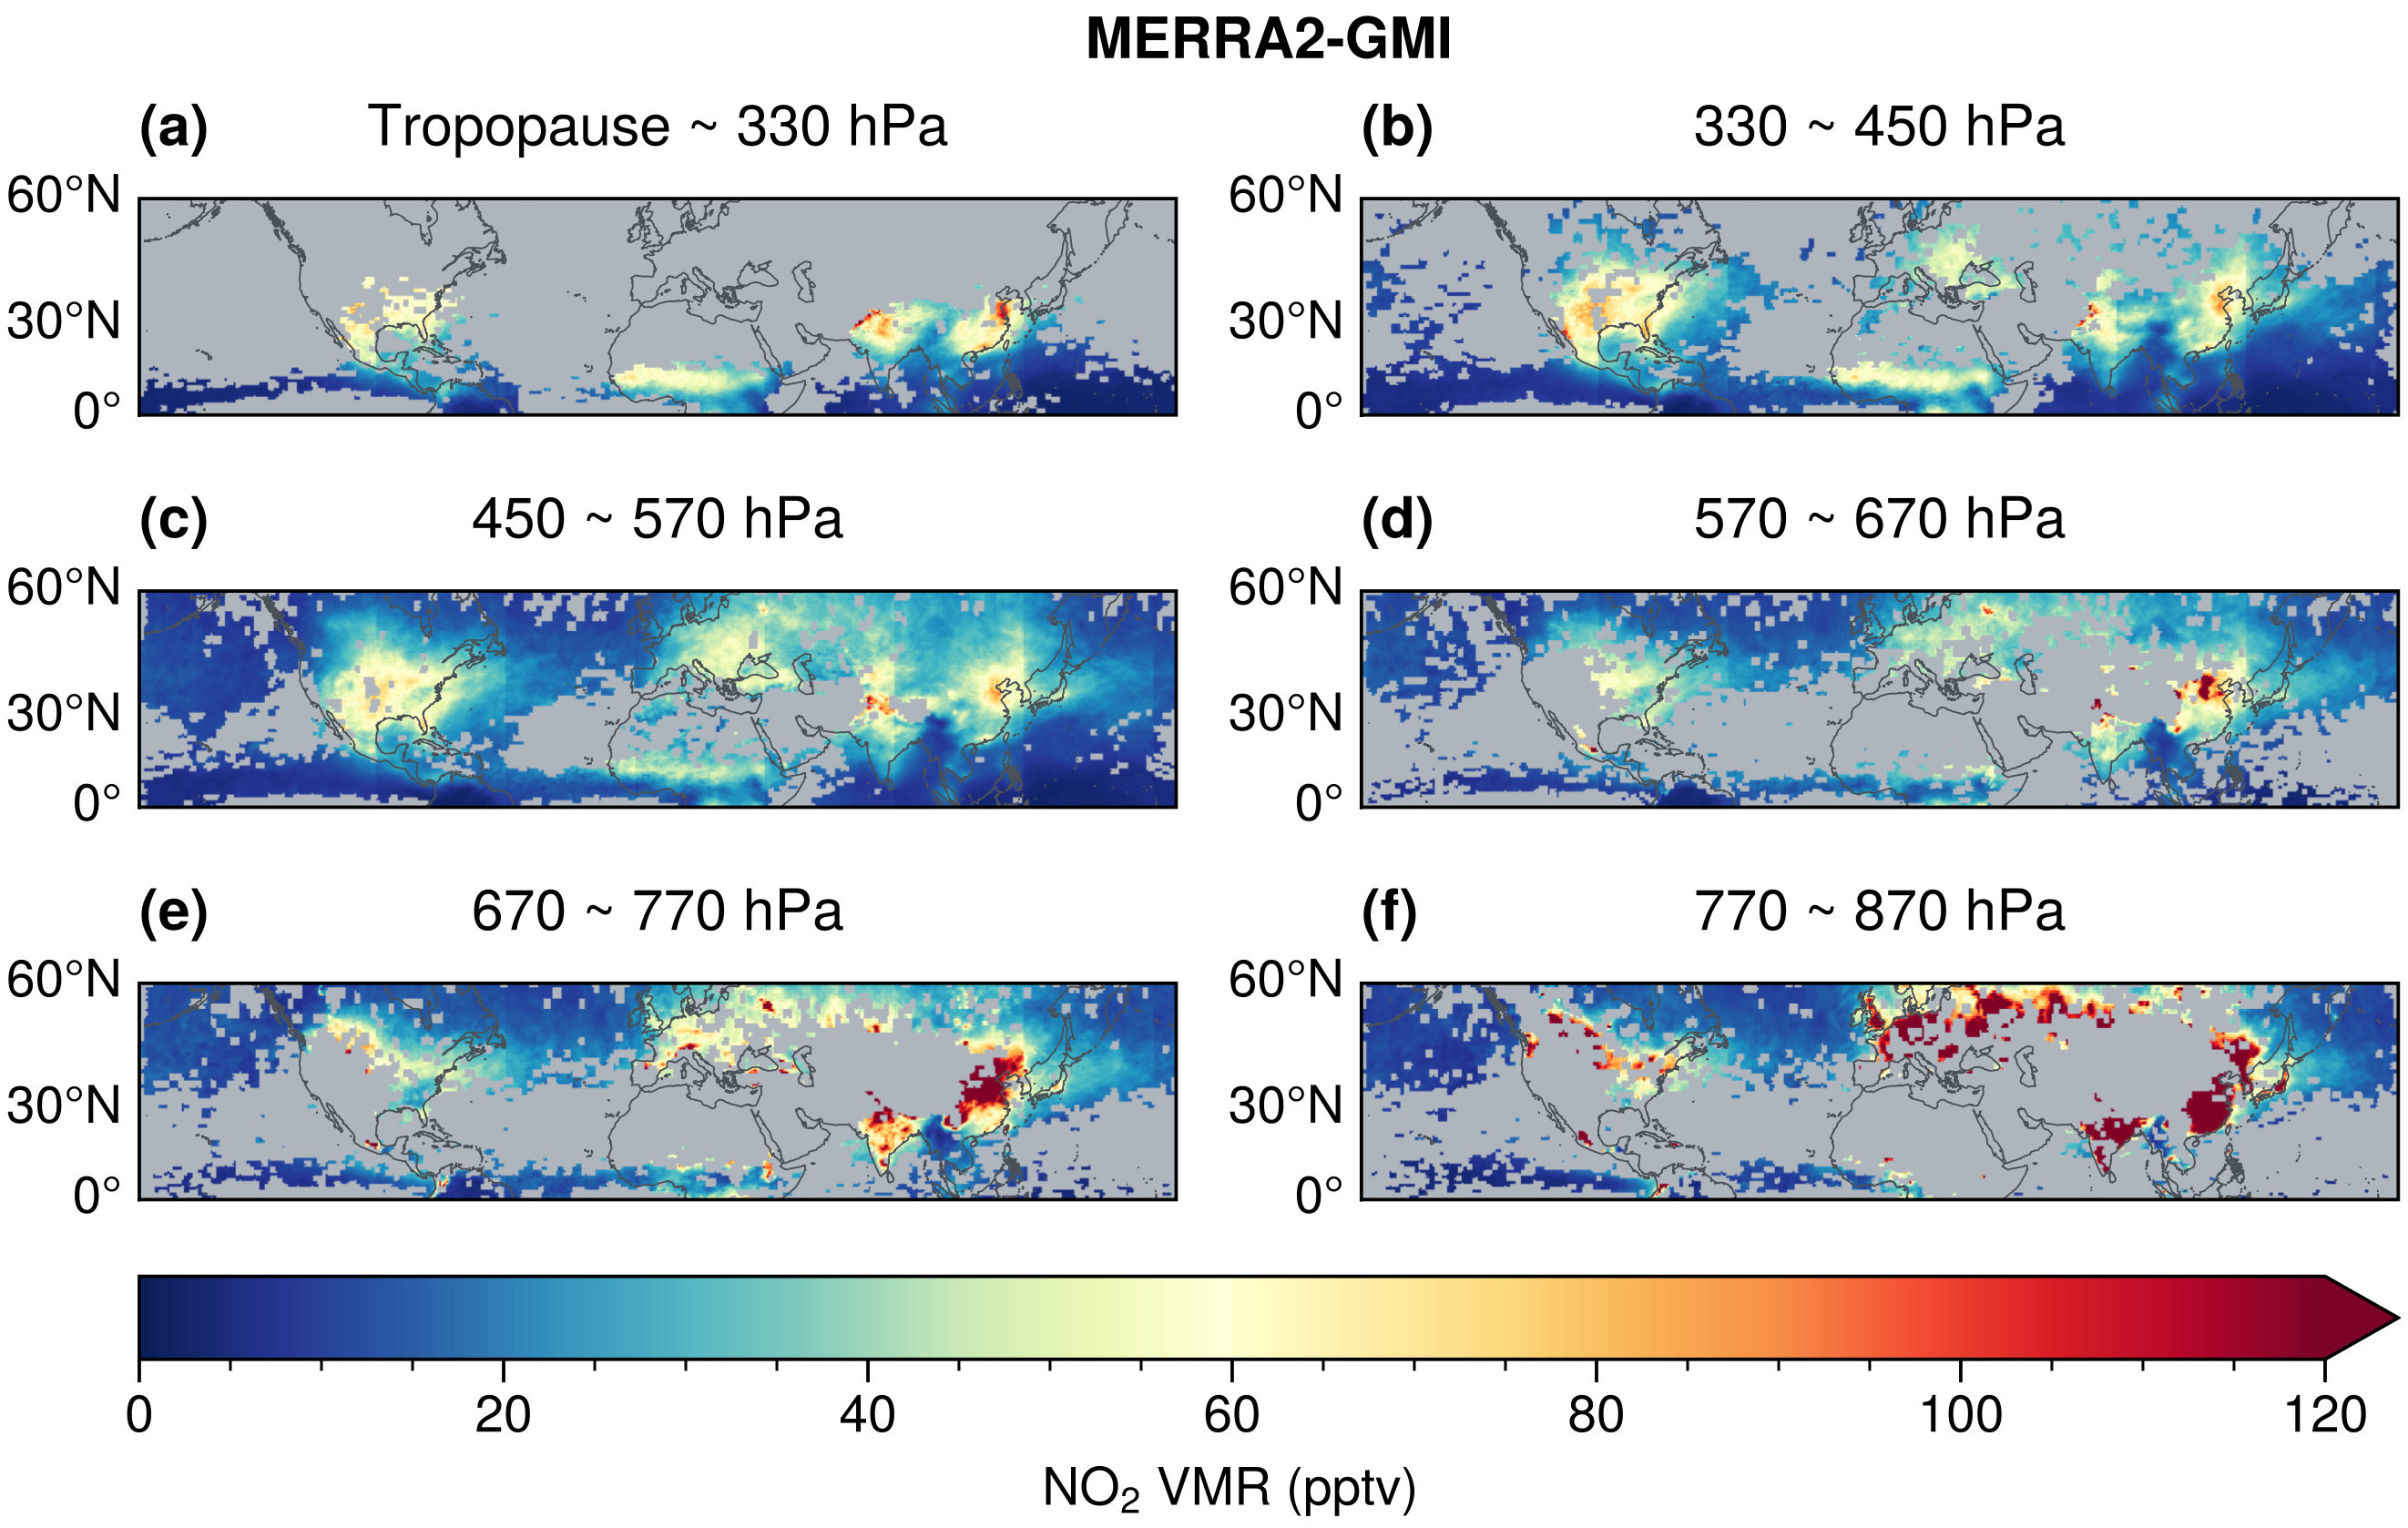 MERRA2-GMI
(a) Tropopause ~ 330 hPa
(b) 330 ~ 450 hPa
60°N
30°N
0°
60°N
30°N
0°
(c) 450 ~ 570 hPa
(d) 570 ~ 670 hPa
60°N
30°N
0°
60°N
30°N
0°
(e) 670 ~ 770 hPa
(f) 770 ~ 870 hPa
60°N
30°N
0°
60°N
30°N
0°
0 20 40 60 80 100 120
NO₂ VMR (pptv)